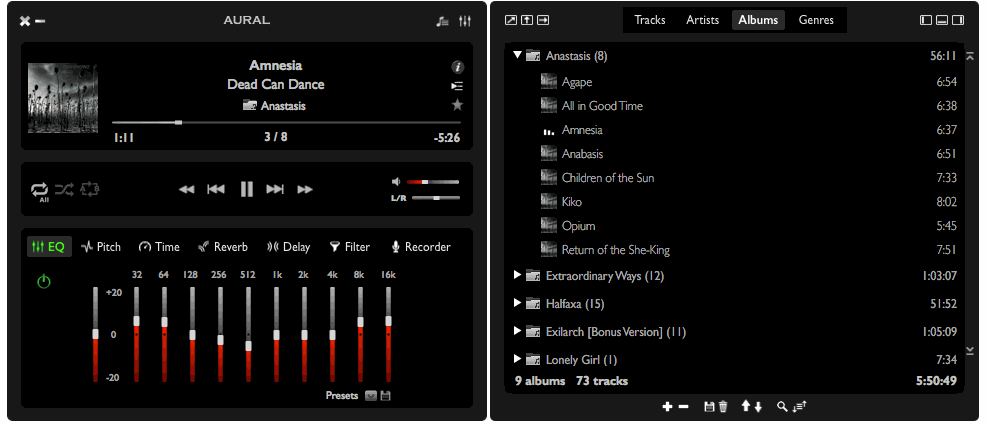 AURAL
Amnesia
Dead Can Dance
Anastasis
1:11 3 / 8 -5:26
All
L/R
EQ Pitch Time Reverb Delay Filter Recorder
32 64 128 256 512 1k 2k 4k 8k 16k
+20
0
-20
Presets
Tracks Artists Albums Genres
Anastasis (8) 56:11
Agape 6:54
All in Good Time 6:38
Amnesia 6:37
Anabasis 6:51
Children of the Sun 7:33
Kiko 8:02
Opium 5:45
Return of the She-King 7:51
Extraordinary Ways (12) 1:03:07
Halfaxa (15) 51:52
Exilarch [Bonus Version] (11) 1:05:09
Lonely Girl (1) 7:34
9 albums 73 tracks 5:50:49